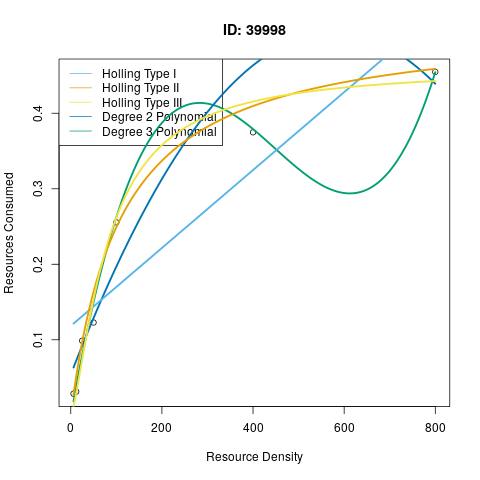 ID: 39998
Holling Type I
Holling Type II
Holling Type III
Degree 2 Polynomial
Degree 3 Polynomial
Resources Consumed
0.1
0.2
0.3
0.4
0
200
400
600
800
Resource Density